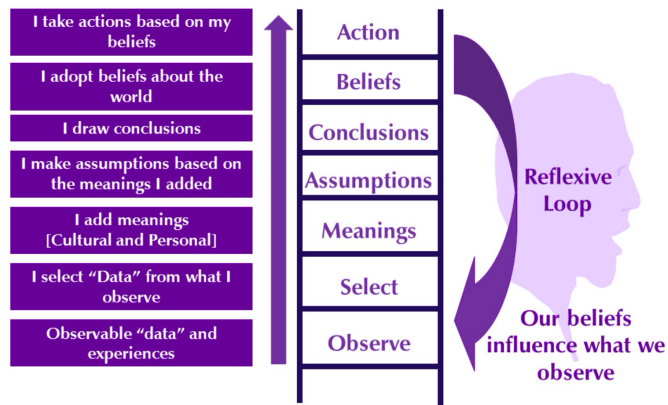 I take actions based on my
beliefs
I adopt beliefs about the
world
I draw conclusions
I make assumptions based on
the meanings I added
I add meanings
[Cultural and Personal]
I select “Data” from what I
observe
Observable “data” and
experiences
Action
Beliefs
Conclusions
Assumptions
Meanings
Select
Observe
Reflexive
Loop
Our beliefs
influence what we
observe